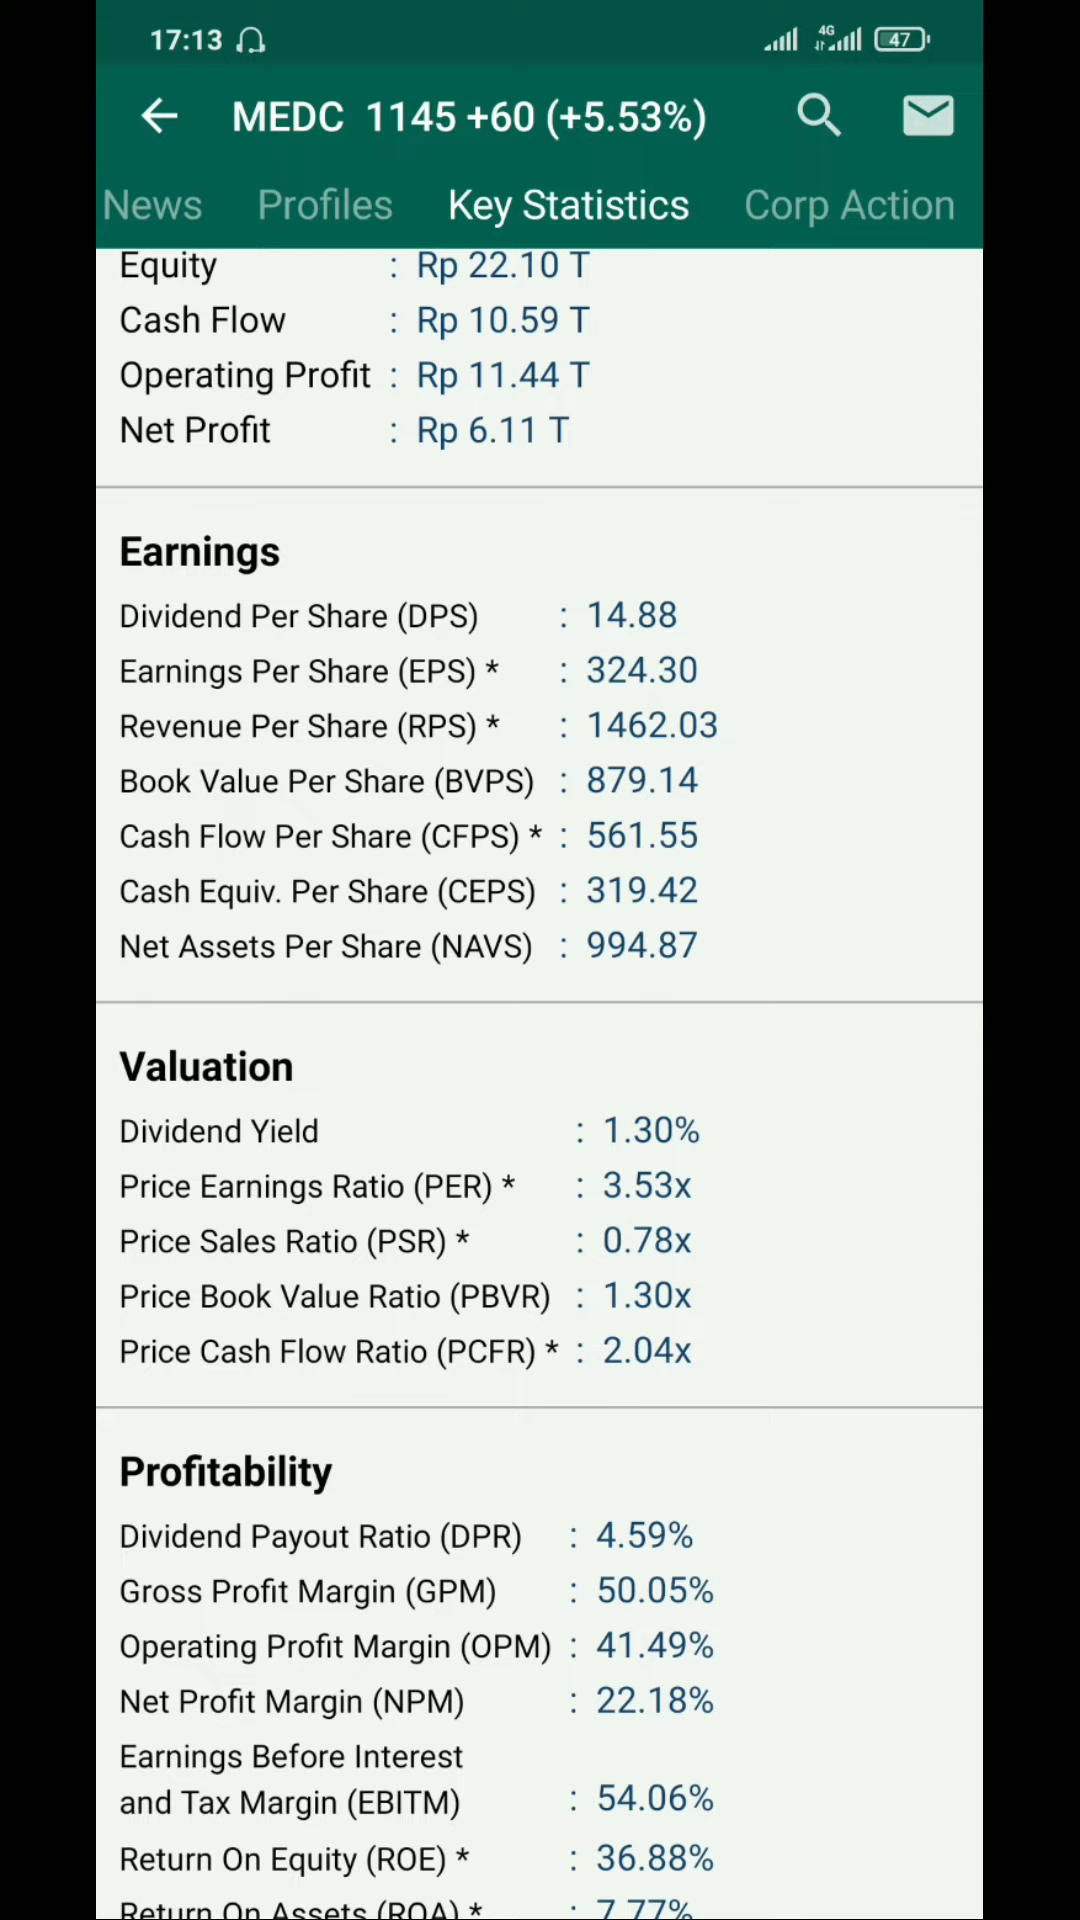 17:13 4G 47
MEDC 1145 +60 (+5.53%)
News Profiles Key Statistics Corp Action
Equity : Rp 22.10 T
Cash Flow : Rp 10.59 T
Operating Profit : Rp 11.44 T
Net Profit : Rp 6.11 T
Earnings
Dividend Per Share (DPS) : 14.88
Earnings Per Share (EPS) * : 324.30
Revenue Per Share (RPS) * : 1462.03
Book Value Per Share (BVPS) : 879.14
Cash Flow Per Share (CFPS) * : 561.55
Cash Equiv. Per Share (CEPS) : 319.42
Net Assets Per Share (NAVS) : 994.87
Valuation
Dividend Yield : 1.30%
Price Earnings Ratio (PER) * : 3.53x
Price Sales Ratio (PSR) * : 0.78x
Price Book Value Ratio (PBVR) : 1.30x
Price Cash Flow Ratio (PCFR) * : 2.04x
Profitability
Dividend Payout Ratio (DPR) : 4.59%
Gross Profit Margin (GPM) : 50.05%
Operating Profit Margin (OPM) : 41.49%
Net Profit Margin (NPM) : 22.18%
Earnings Before Interest
and Tax Margin (EBITM) : 54.06%
Return On Equity (ROE) * : 36.88%
Return On Assets (ROA) * : 7.77%